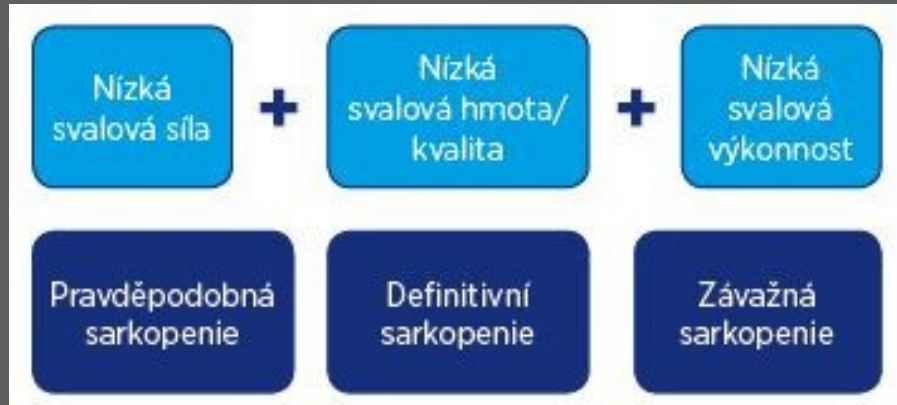 Nízká
svalová síla
+
Nízká
svalová hmota/
kvalita
+
Nízká
svalová
výkonnost
Pravděpodobná
sarkopenie
Definitivní
sarkopenie
Závažná
sarkopenie